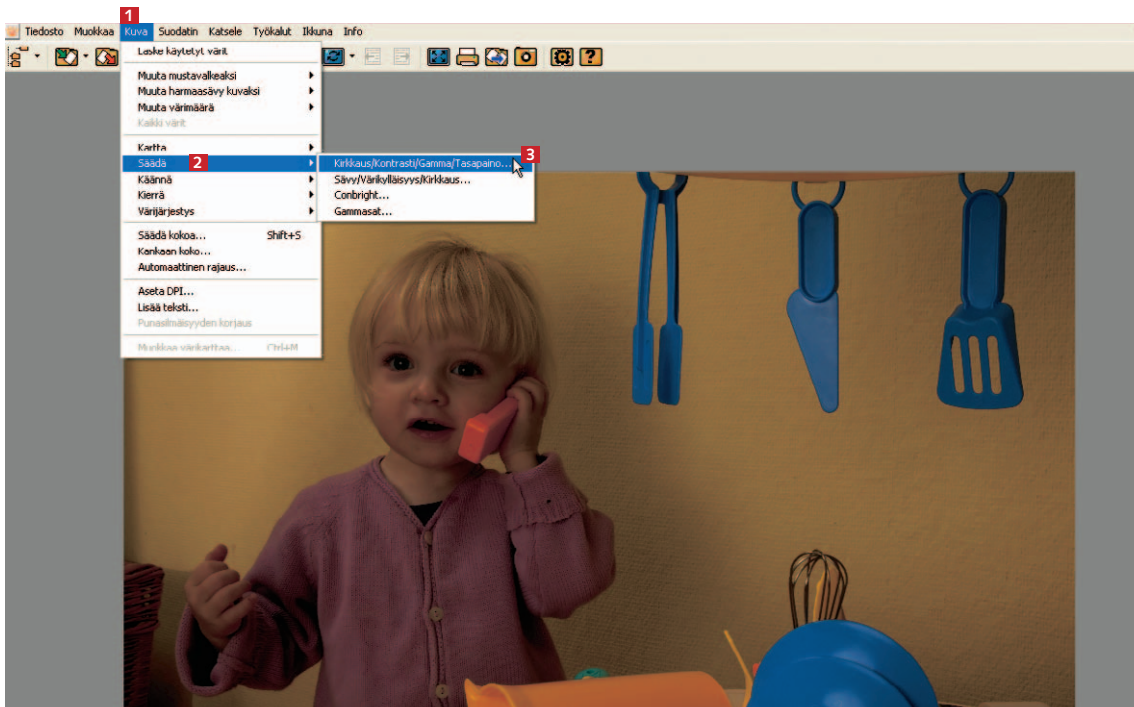 1
Tiedosto Muokkaa Kuva Suodatin Katsele Työkalut Ikkuna Info
Laske käytetyt värit
Muuta mustavalkeaksi
Muuta harmaasävy kuvaksi
Muuta värimäärä
Kaikki värit
Kartta
Säädä 2
Kirkkaus/Kontrasti/Gamma/Tasapaino... 3
Käännä
Sävy/Värikylläisyys/Kirkkaus...
Kierrä
Conbright...
Värijärjestys
Gammasat...
Säädä kokoa... Shift+S
Kankaan koko...
Automaattinen rajaus...
Aseta DPI...
Lisää teksti...
Punasilmäisyyden korjaus
Muokkaa värikarttaa... Ctrl+M